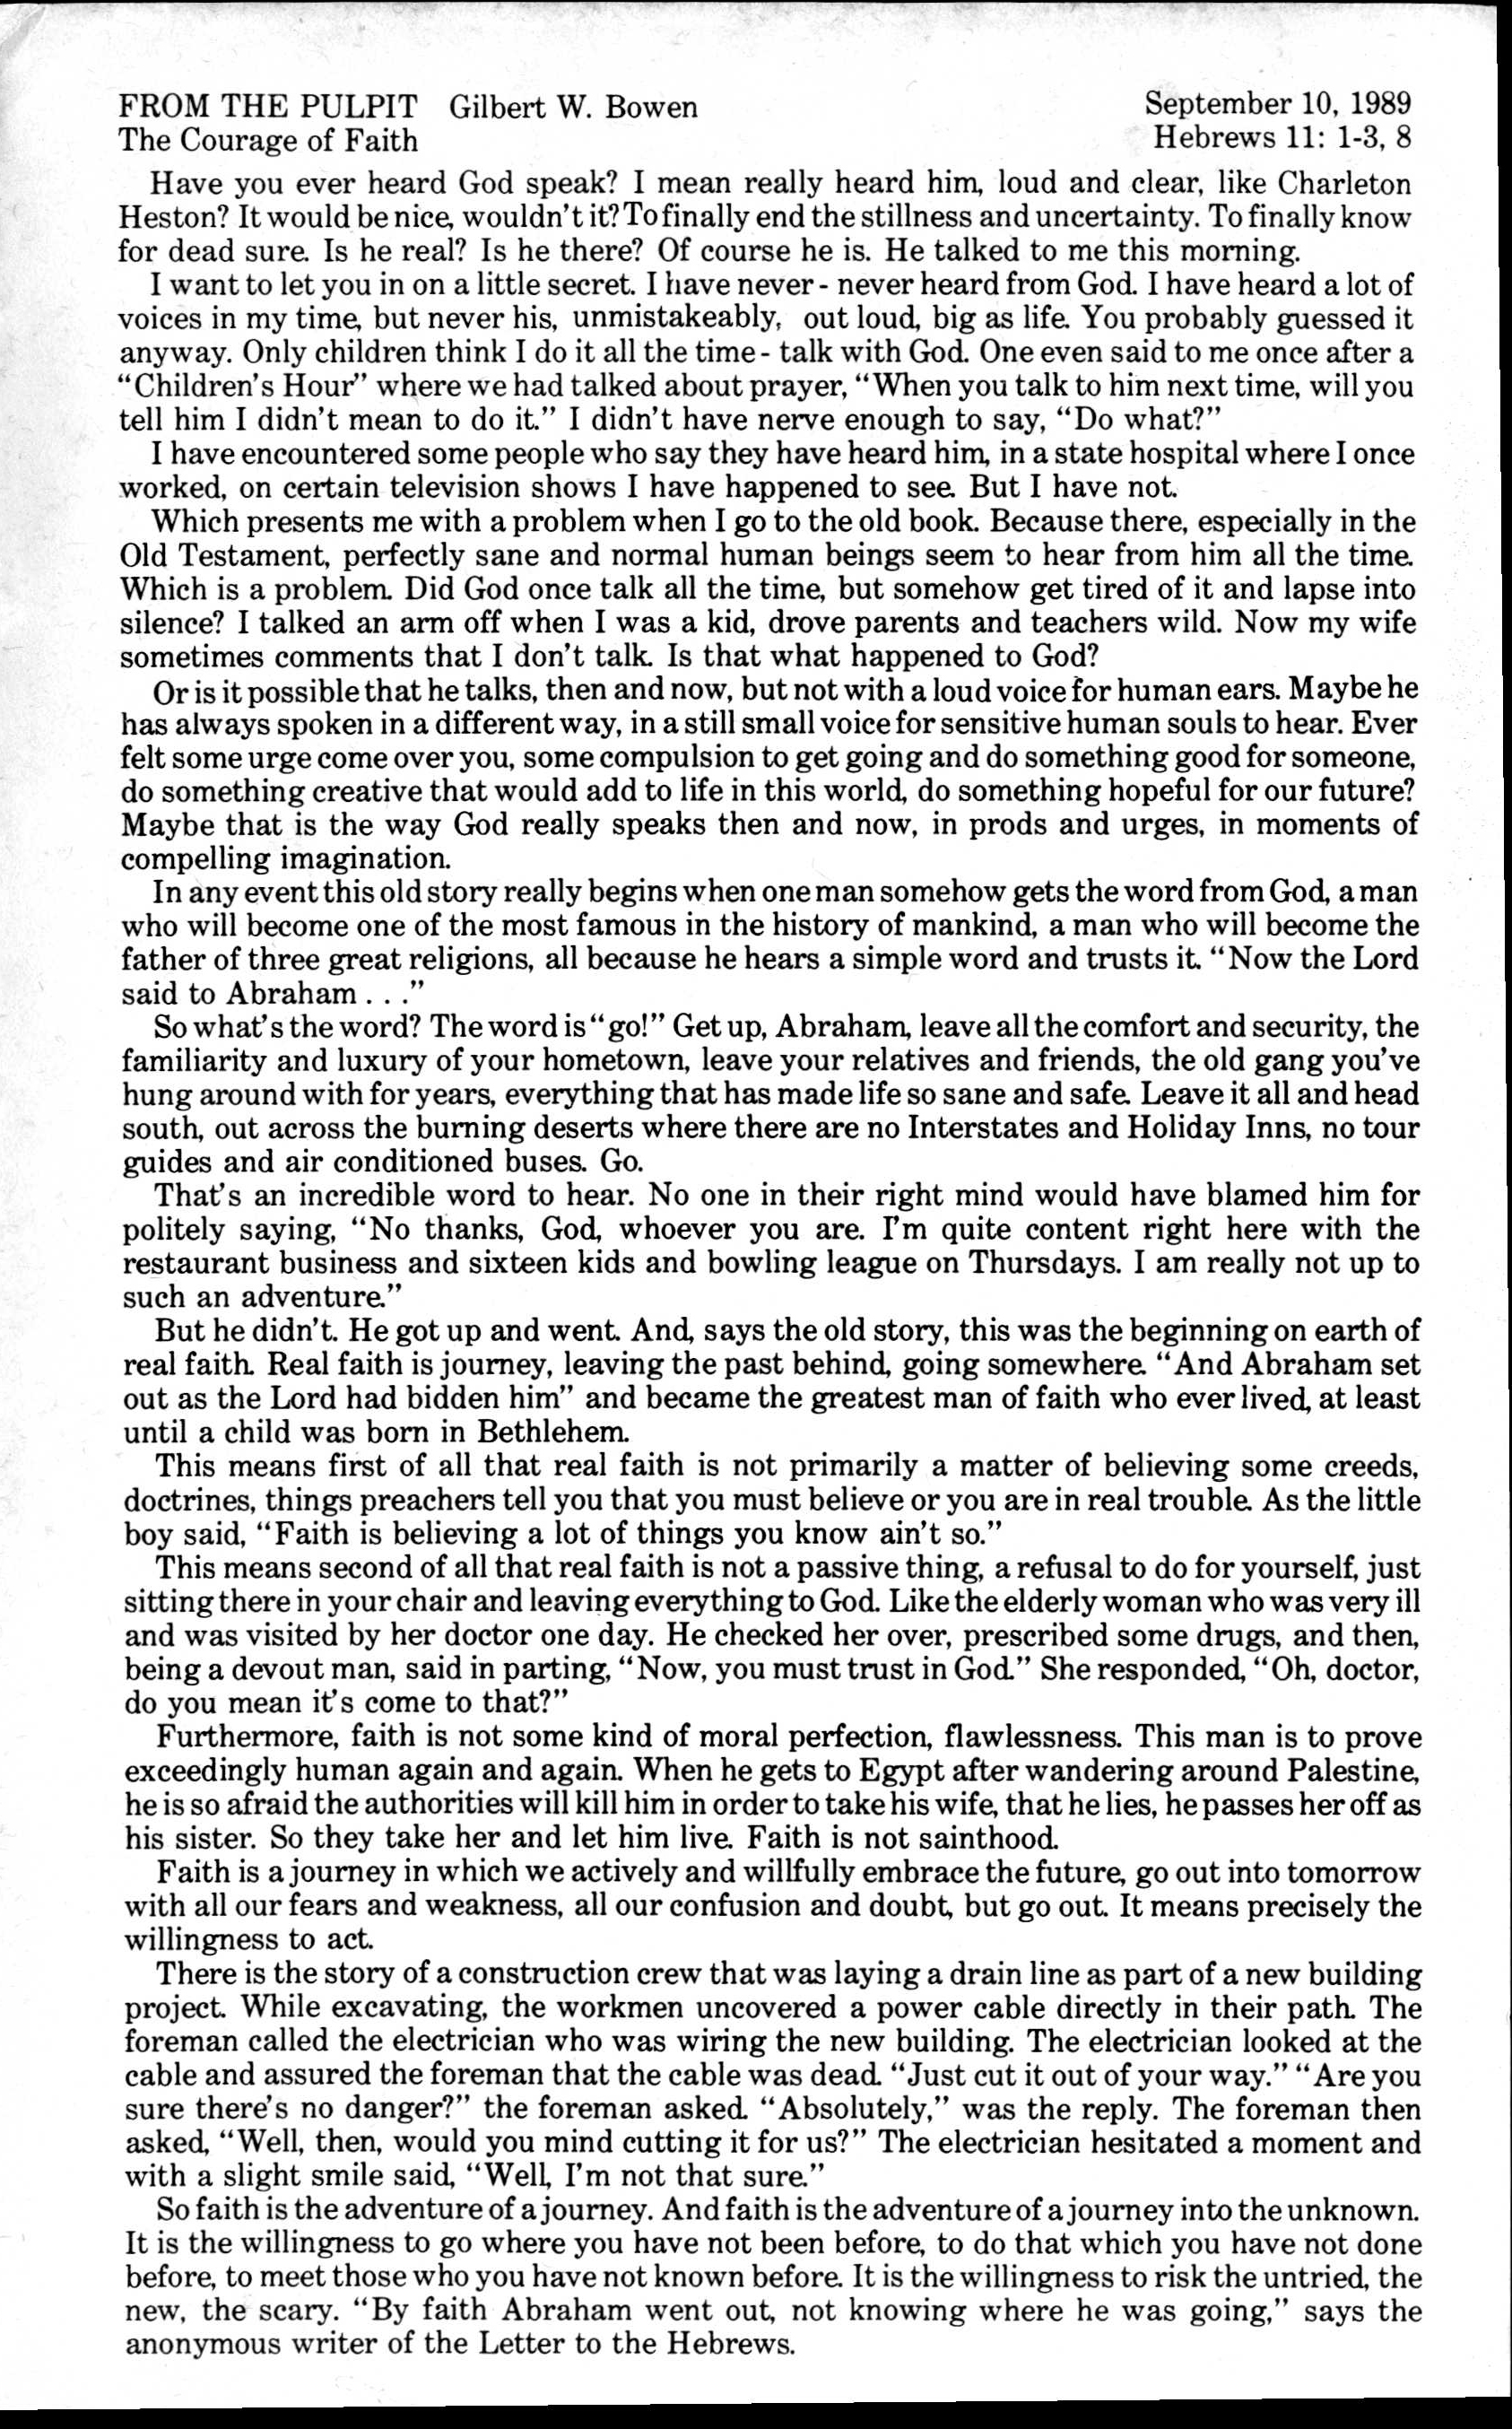 FROM THE PULPIT Gilbert W. Bowen September 10, 1989
The Courage of Faith Hebrews 11: 1-3, 8
Have you ever heard God speak? I mean really heard him, loud and clear, like Charleton
Heston? It would be nice, wouldn't it? To finally end the stillness and uncertainty. To finally know
for dead sure. Is he real? Is he there? Of course he is. He talked to me this morning.
I want to let you in on a little secret. I have never - never heard from God. I have heard a lot of
voices in my time, but never his, unmistakeably, out loud, big as life. You probably guessed it
anyway. Only children think I do it all the time - talk with God. One even said to me once after a
“Children's Hour” where we had talked about prayer, “When you talk to him next time, will you
tell him I didn't mean to do it.” I didn't have nerve enough to say, “Do what?”
I have encountered some people who say they have heard him, in a state hospital where I once
worked, on certain television shows I have happened to see. But I have not.
Which presents me with a problem when I go to the old book. Because there, especially in the
Old Testament, perfectly sane and normal human beings seem to hear from him all the time.
Which is a problem. Did God once talk all the time, but somehow get tired of it and lapse into
silence? I talked an arm off when I was a kid, drove parents and teachers wild. Now my wife
sometimes comments that I don't talk. Is that what happened to God?
Or is it possible that he talks, then and now, but not with a loud voice for human ears. Maybe he
has always spoken in a different way, in a still small voice for sensitive human souls to hear. Ever
felt some urge come over you, some compulsion to get going and do something good for someone,
do something creative that would add to life in this world, do something hopeful for our future?
Maybe that is the way God really speaks then and now, in prods and urges, in moments of
compelling imagination.
In any event this old story really begins when one man somehow gets the word from God, a man
who will become one of the most famous in the history of mankind, a man who will become the
father of three great religions, all because he hears a simple word and trusts it. “Now the Lord
said to Abraham . . .”
So what's the word? The word is “go!” Get up, Abraham, leave all the comfort and security, the
familiarity and luxury of your hometown, leave your relatives and friends, the old gang you've
hung around with for years, everything that has made life so sane and safe. Leave it all and head
south, out across the burning deserts where there are no Interstates and Holiday Inns, no tour
guides and air conditioned buses. Go.
That's an incredible word to hear. No one in their right mind would have blamed him for
politely saying, “No thanks, God, whoever you are. I'm quite content right here with the
restaurant business and sixteen kids and bowling league on Thursdays. I am really not up to
such an adventure.”
But he didn't. He got up and went. And, says the old story, this was the beginning on earth of
real faith. Real faith is journey, leaving the past behind, going somewhere. “And Abraham set
out as the Lord had bidden him” and became the greatest man of faith who ever lived, at least
until a child was born in Bethlehem.
This means first of all that real faith is not primarily a matter of believing some creeds,
doctrines, things preachers tell you that you must believe or you are in real trouble. As the little
boy said, “Faith is believing a lot of things you know ain't so.”
This means second of all that real faith is not a passive thing, a refusal to do for yourself, just
sitting there in your chair and leaving everything to God. Like the elderly woman who was very ill
and was visited by her doctor one day. He checked her over, prescribed some drugs, and then,
being a devout man, said in parting, “Now, you must trust in God.” She responded, “Oh, doctor,
do you mean it's come to that?”
Furthermore, faith is not some kind of moral perfection, flawlessness. This man is to prove
exceedingly human again and again. When he gets to Egypt after wandering around Palestine,
he is so afraid the authorities will kill him in order to take his wife, that he lies, he passes her off as
his sister. So they take her and let him live. Faith is not sainthood.
Faith is a journey in which we actively and willfully embrace the future, go out into tomorrow
with all our fears and weakness, all our confusion and doubt, but go out. It means precisely the
willingness to act.
There is the story of a construction crew that was laying a drain line as part of a new building
project. While excavating, the workmen uncovered a power cable directly in their path. The
foreman called the electrician who was wiring the new building. The electrician looked at the
cable and assured the foreman that the cable was dead. “Just cut it out of your way.” “Are you
sure there's no danger?” the foreman asked. “Absolutely,” was the reply. The foreman then
asked, “Well, then, would you mind cutting it for us?” The electrician hesitated a moment and
with a slight smile said, “Well, I'm not that sure.”
So faith is the adventure of a journey. And faith is the adventure of a journey into the unknown.
It is the willingness to go where you have not been before, to do that which you have not done
before, to meet those who you have not known before. It is the willingness to risk the untried, the
new, the scary. “By faith Abraham went out, not knowing where he was going,” says the
anonymous writer of the Letter to the Hebrews.